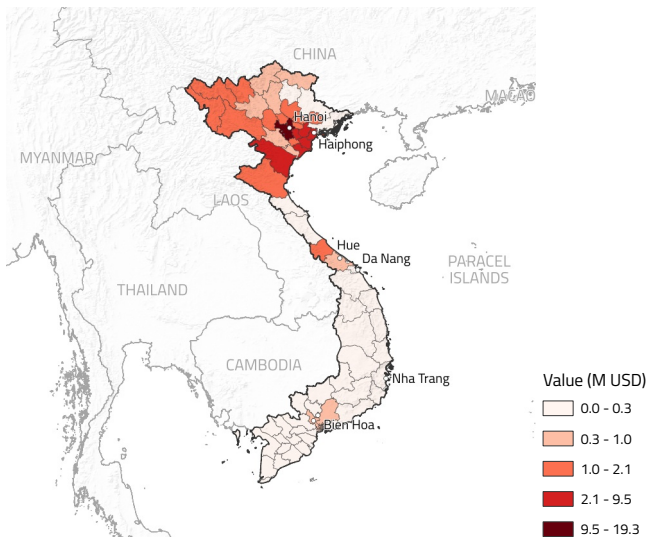 CHINA
MACAO
Hanoi
Haiphong
MYANMAR
LAOS
Hue
Da Nang
PARACEL
ISLANDS
THAILAND
CAMBODIA
Nha Trang
Bien Hoa
Value (M USD)
0.0 - 0.3
0.3 - 1.0
1.0 - 2.1
2.1 - 9.5
9.5 - 19.3